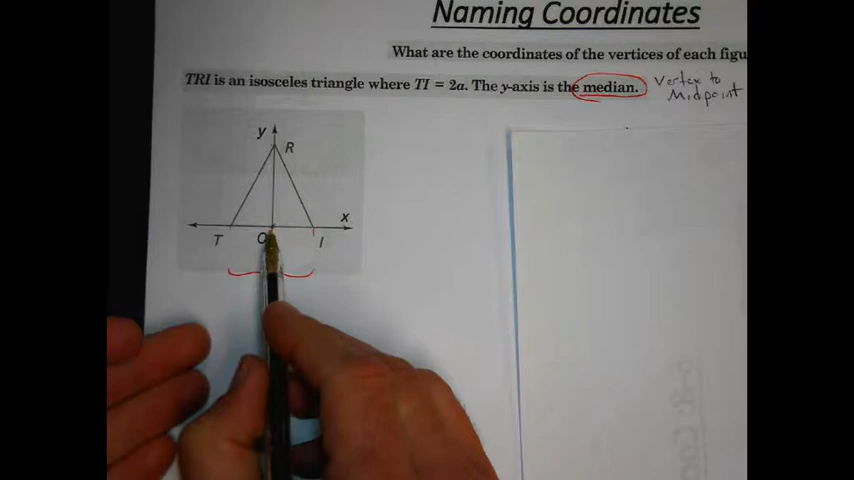 Naming Coordinates
What are the coordinates of the vertices of each figu
TRI is an isosceles triangle where TI = 2a. The y-axis is the median.
Vertex to
Midpoint
y
R
x
T
O
I